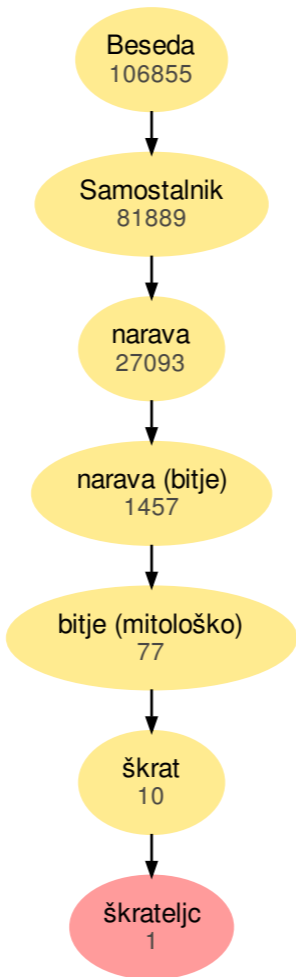 Beseda
106855
Samostalnik
81889
narava
27093
narava (bitje)
1457
bitje (mitološko)
77
škrat
10
škrateljc
1